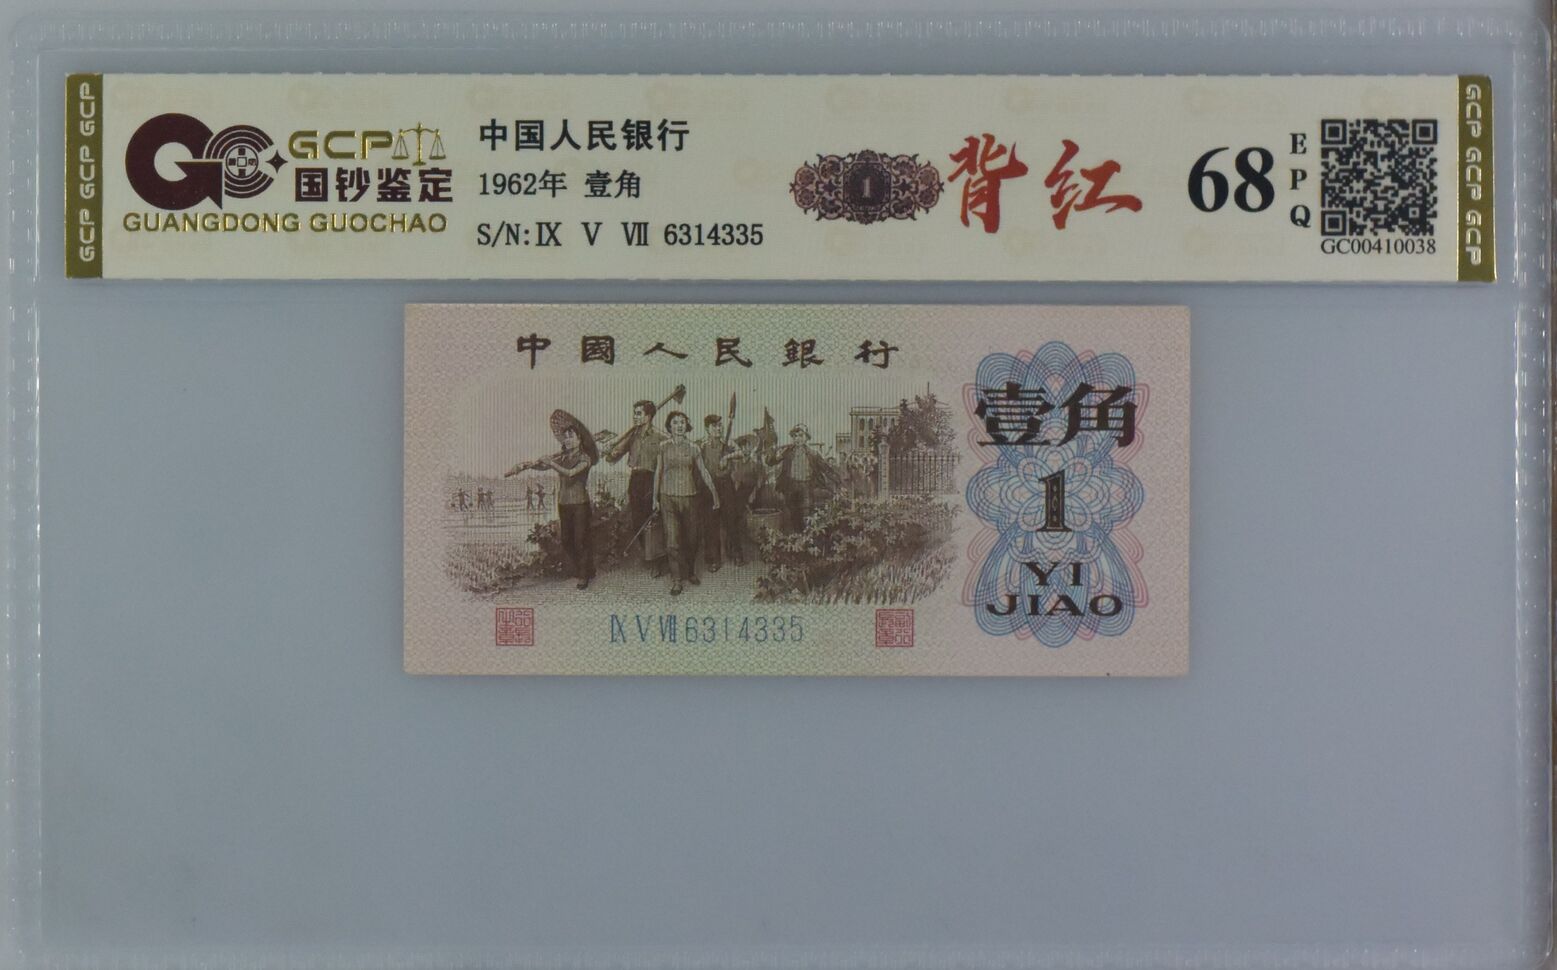 GCP GCP GCP
GCP
国钞鉴定
GUANGDONG GUOCHAO
中国人民银行
1962年 壹角
S/N:Ⅸ Ⅴ Ⅶ 6314335
1
背红
68
EPQ
GC00410038
GCP GCP GCP
中國人民銀行
壹角
1
YI
JIAO
Ⅸ Ⅴ Ⅶ 6314335